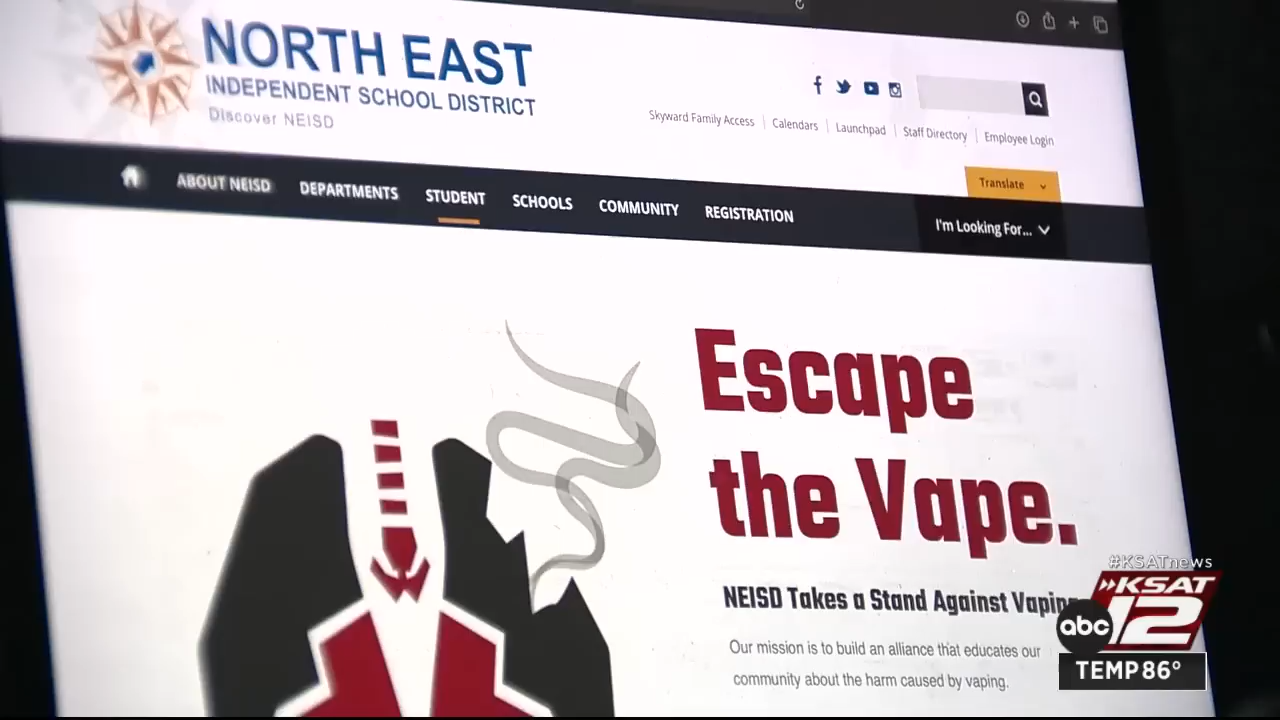 NORTH EAST
INDEPENDENT SCHOOL DISTRICT
Discover NEISD
Skyward Family Access | Calendars | Launchpad | Staff Directory | Employee Login
Translate
ABOUT NEISD DEPARTMENTS STUDENT SCHOOLS COMMUNITY REGISTRATION
I'm Looking For...
Escape
the Vape.
NEISD Takes a Stand Against Vaping
Our mission is to build an alliance that educates our
community about the harm caused by vaping.
#KSATnews
KSAT
abc 12
TEMP 86°